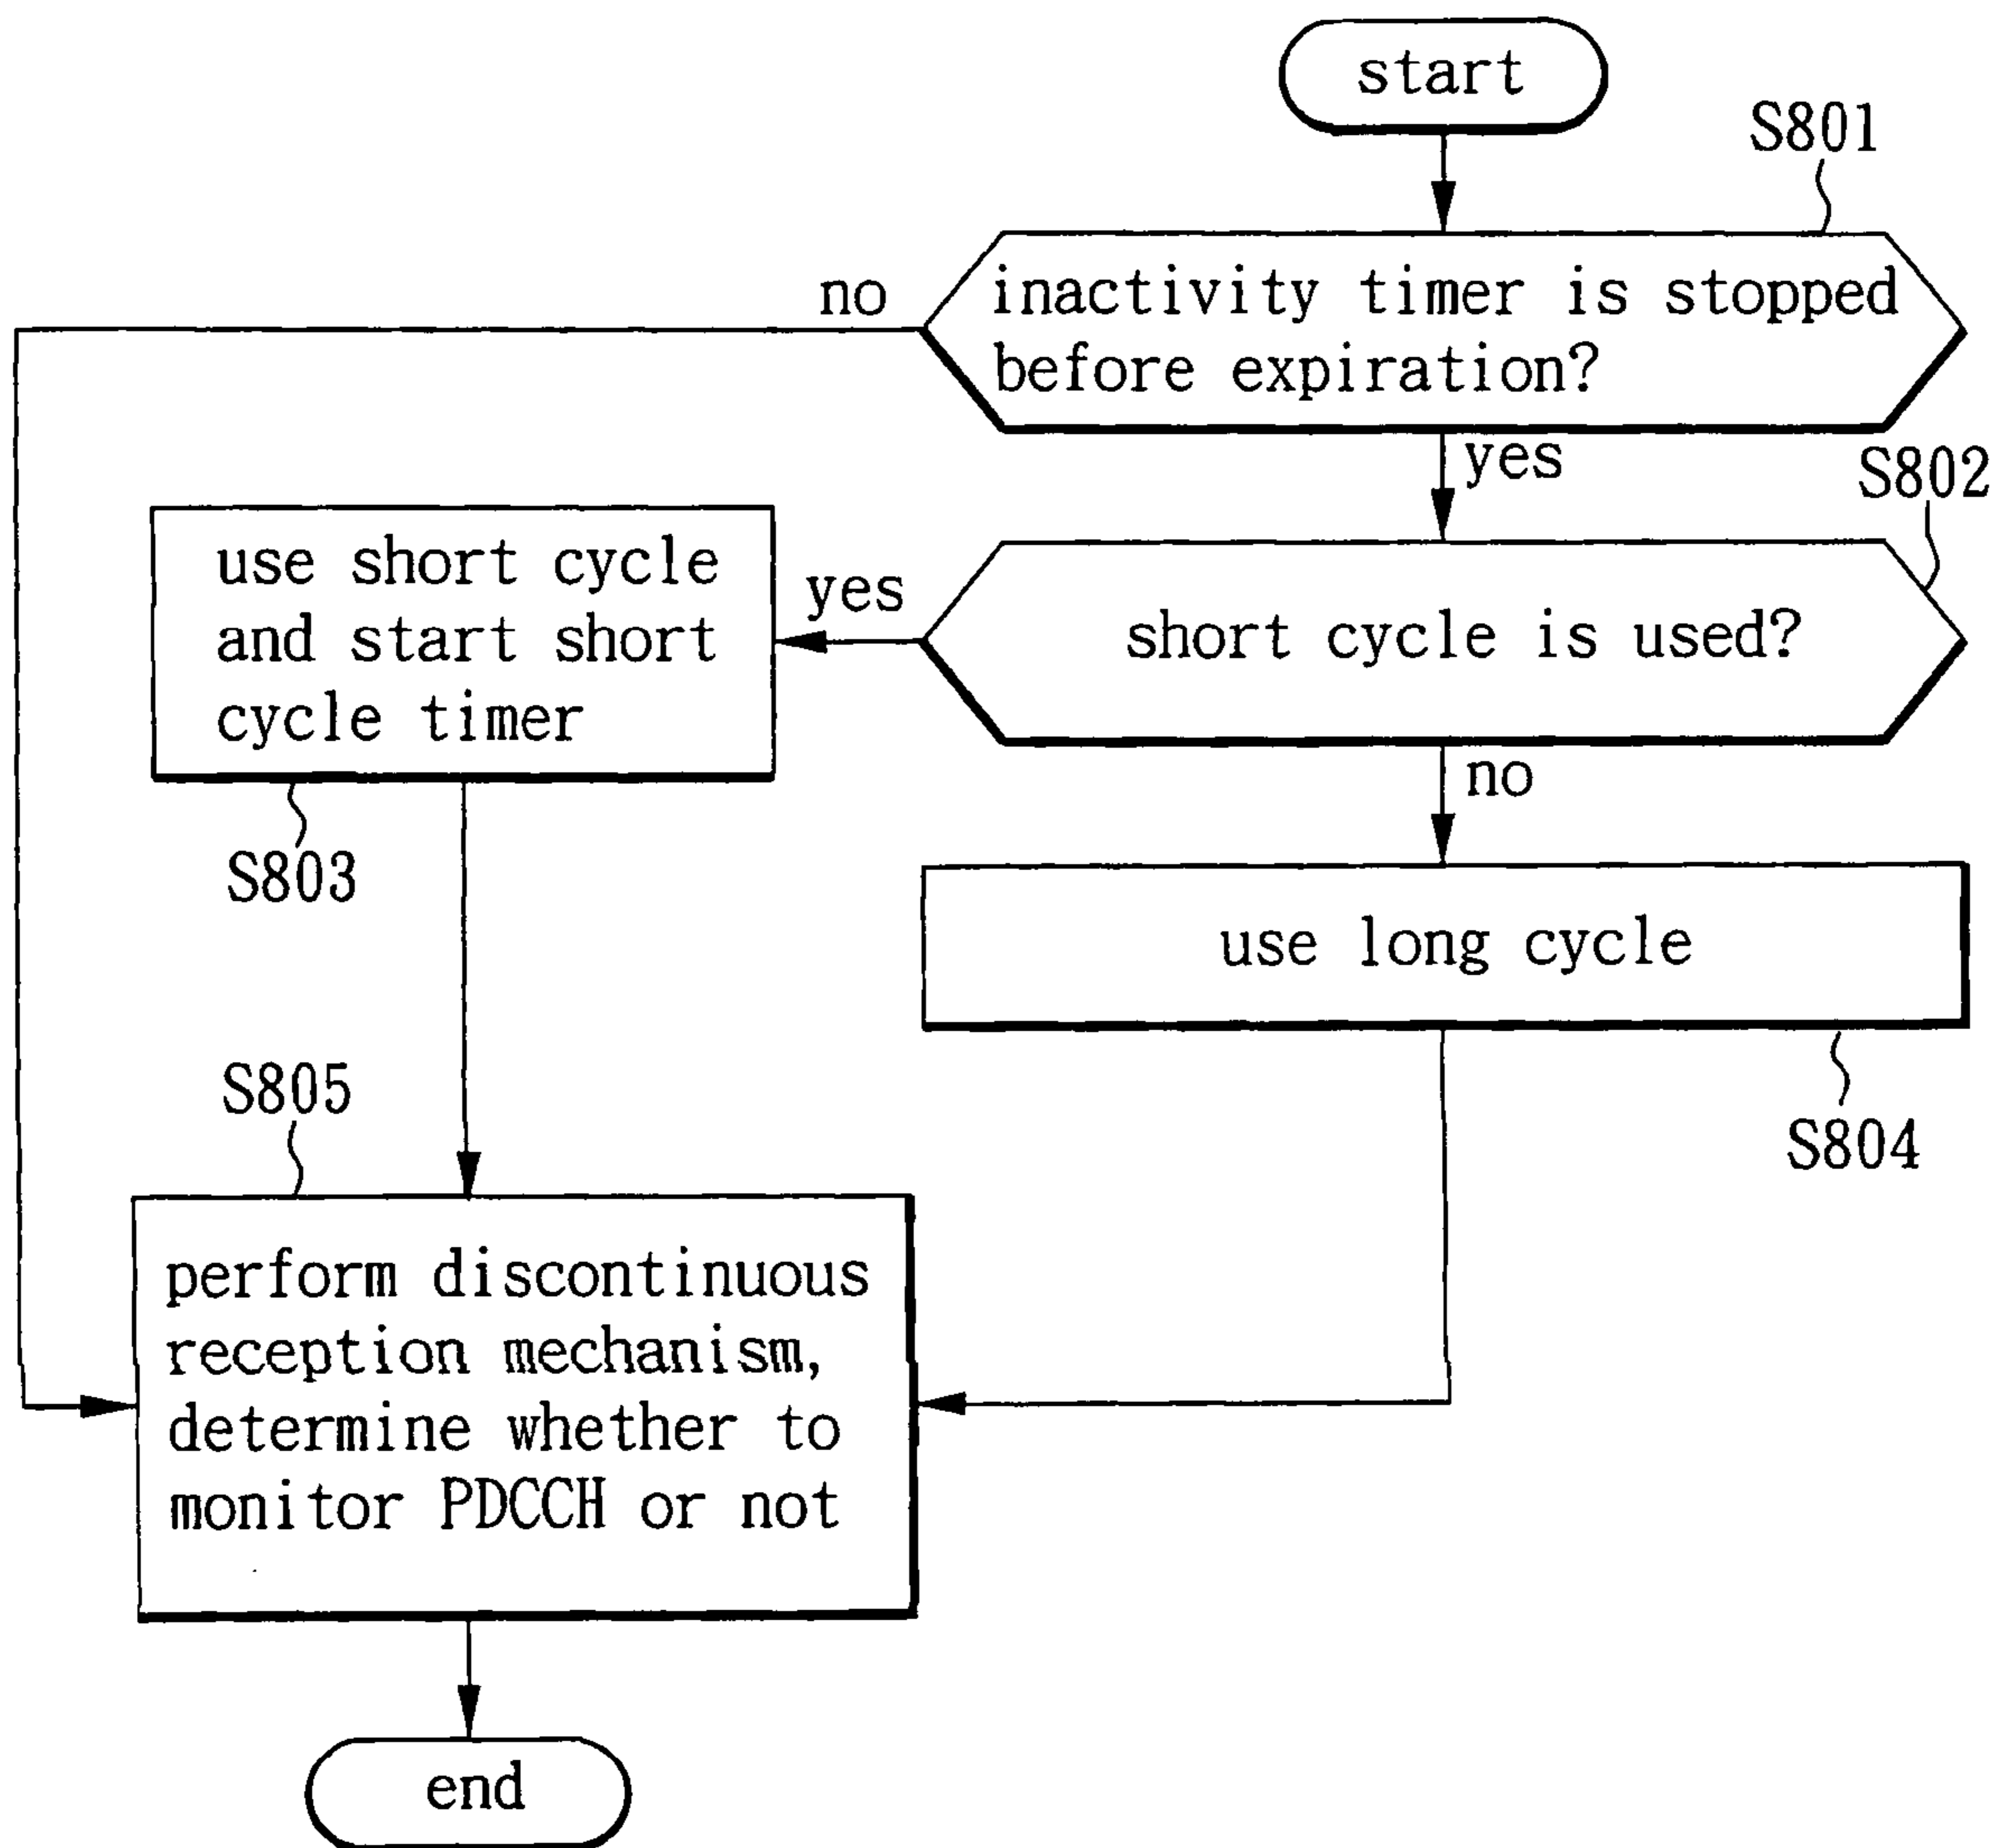 start
S801
no
inactivity timer is stopped
before expiration?
yes
S802
use short cycle
and start short
cycle timer
yes
short cycle is used?
no
S803
use long cycle
S805
S804
perform discontinuous
reception mechanism,
determine whether to
monitor PDCCH or not
end